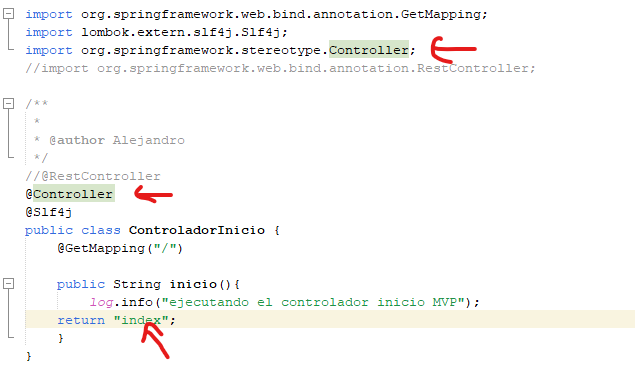 import org.springframework.web.bind.annotation.GetMapping;
import lombok.extern.slf4j.Slf4j;
import org.springframework.stereotype.Controller;
//import org.springframework.web.bind.annotation.RestController;
/**
 *
 * @author Alejandro
 */
//@RestController
@Controller
@Slf4j
public class ControladorInicio {
    @GetMapping("/")
    public String inicio(){
        log.info("ejecutando el controlador inicio MVP");
    return "index";
    }
}